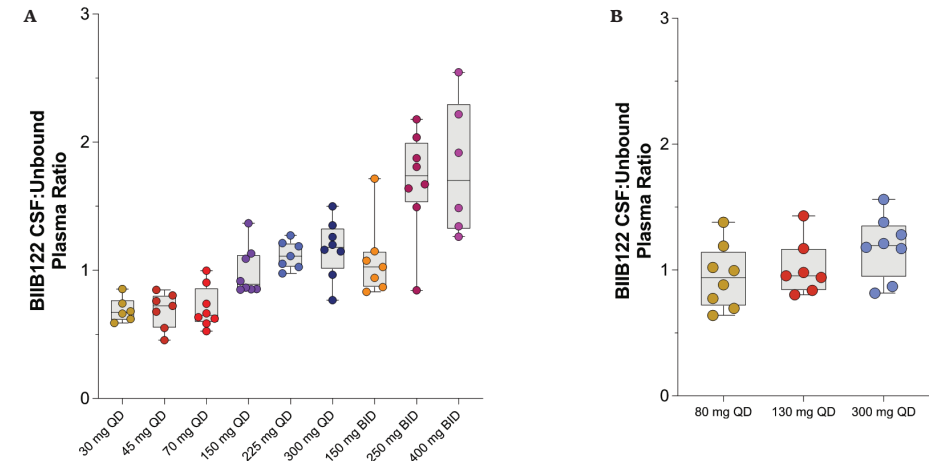 A
BIIB122 CSF:Unbound
Plasma Ratio
3
2
1
0
30 mg QD
45 mg QD
70 mg QD
150 mg QD
225 mg QD
300 mg QD
150 mg BID
250 mg BID
400 mg BID
B
BIIB122 CSF:Unbound
Plasma Ratio
3
2
1
0
80 mg QD
130 mg QD
300 mg QD